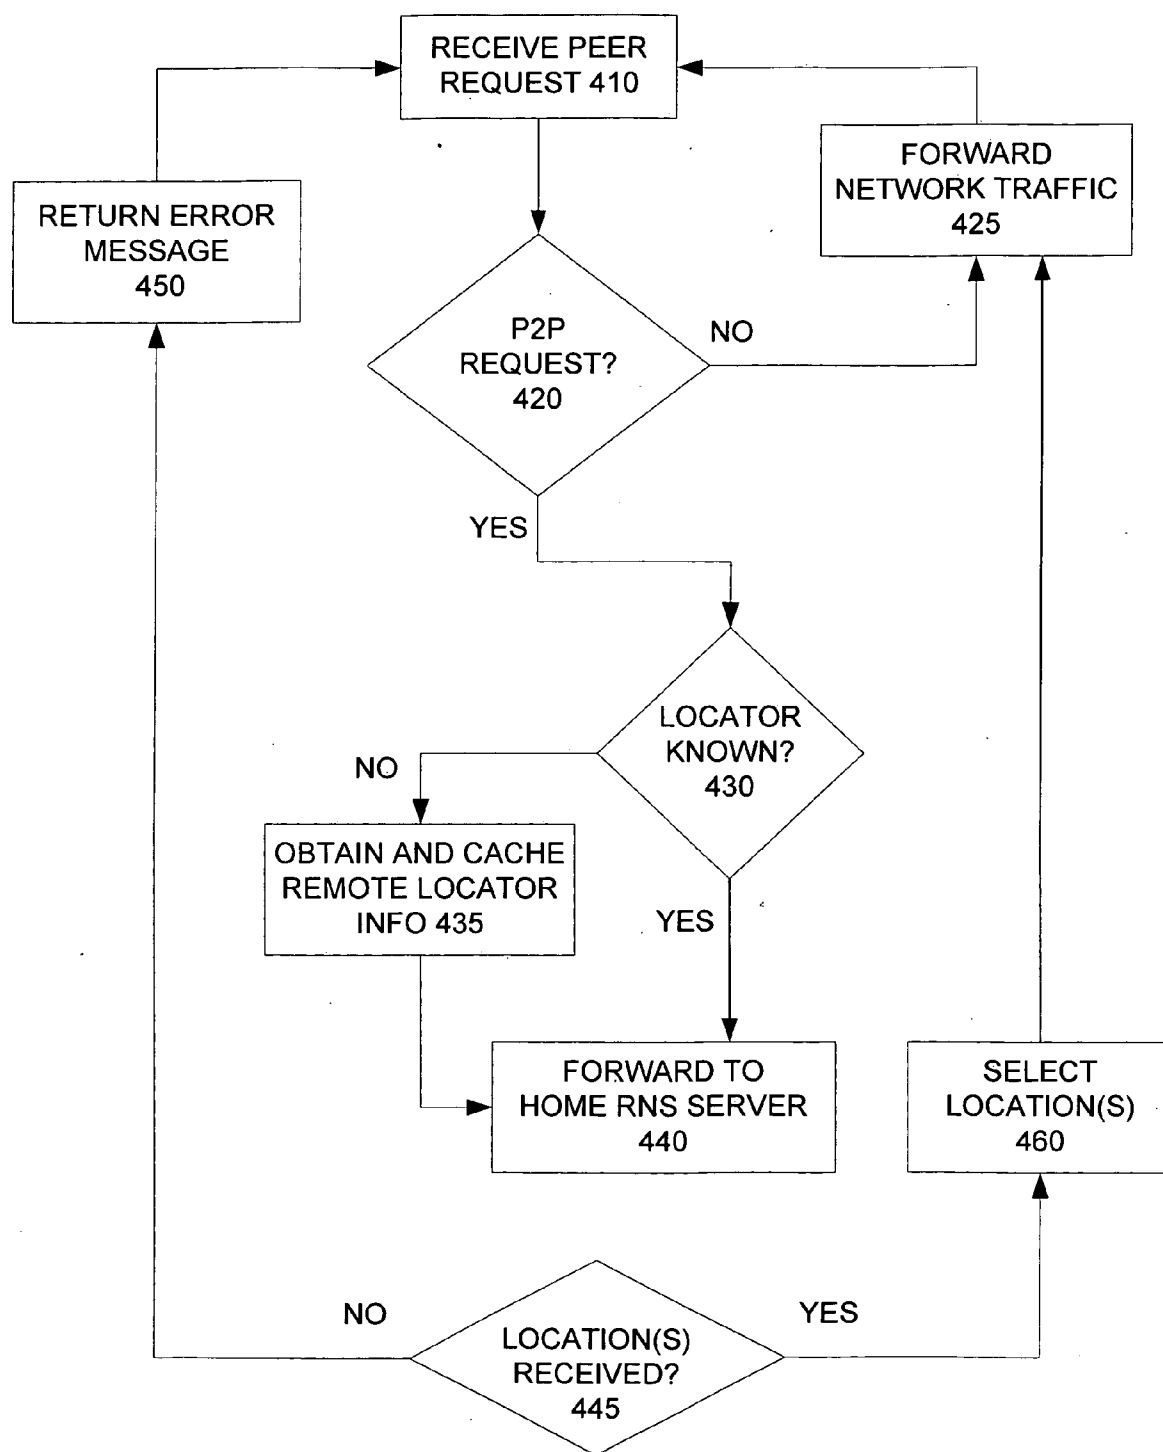 RECEIVE PEER
REQUEST 410
FORWARD
NETWORK TRAFFIC
425
RETURN ERROR
MESSAGE
450
P2P
REQUEST?
420
NO
YES
LOCATOR
KNOWN?
430
NO
OBTAIN AND CACHE
REMOTE LOCATOR
INFO 435
YES
FORWARD TO
HOME RNS SERVER
440
SELECT
LOCATION(S)
460
NO
YES
LOCATION(S)
RECEIVED?
445